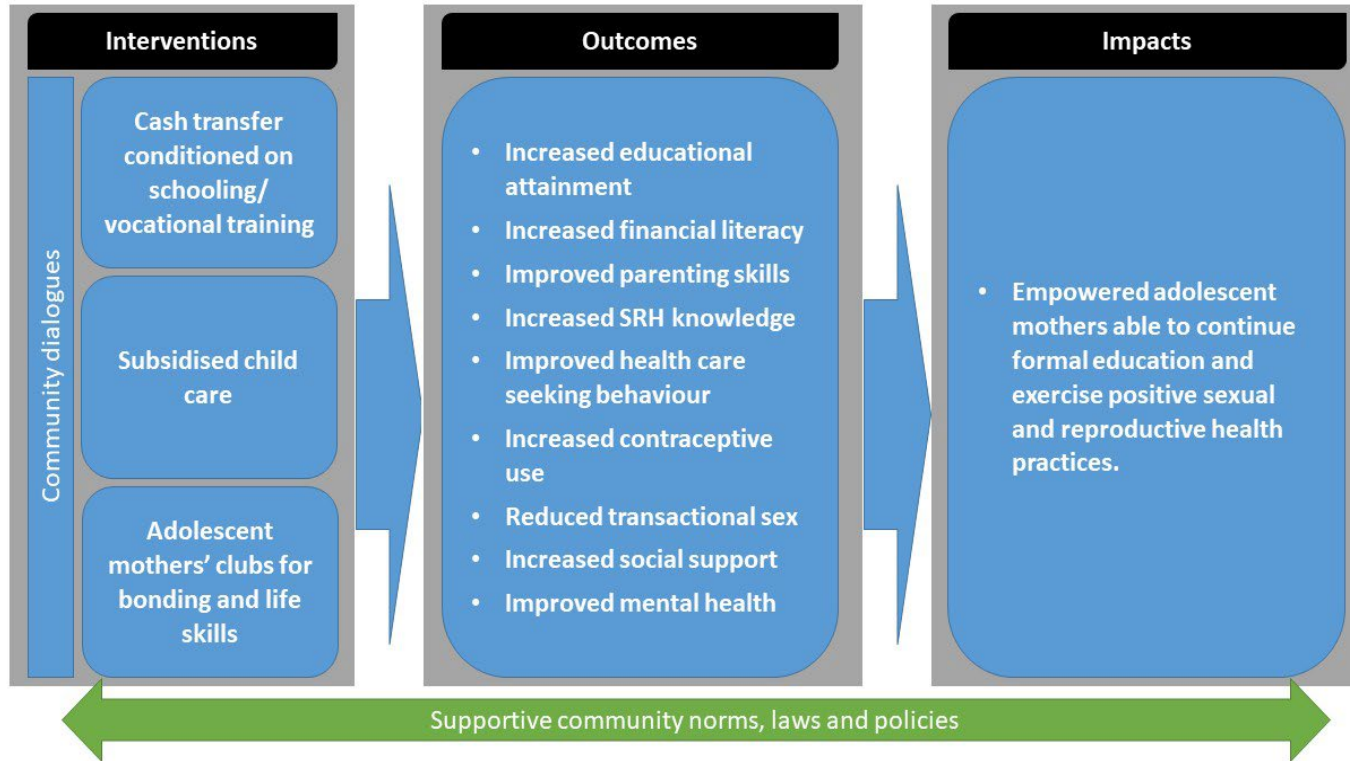 Interventions
Community dialogues
Cash transfer
conditioned on
schooling/
vocational training
Subsidised child
care
Adolescent
mothers’ clubs for
bonding and life
skills
Outcomes
• Increased educational
attainment
• Increased financial literacy
• Improved parenting skills
• Increased SRH knowledge
• Improved health care
seeking behaviour
• Increased contraceptive
use
• Reduced transactional sex
• Increased social support
• Improved mental health
Impacts
• Empowered adolescent
mothers able to continue
formal education and
exercise positive sexual
and reproductive health
practices.
Supportive community norms, laws and policies